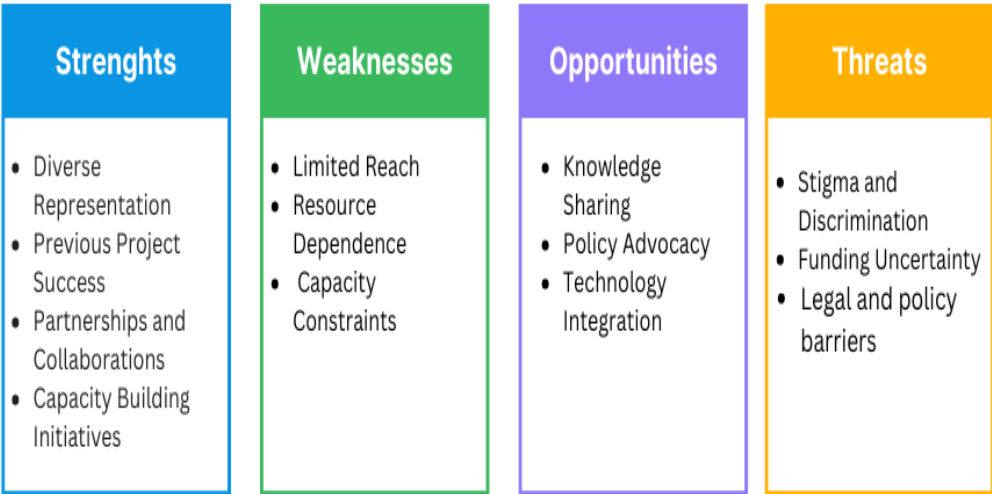 Strenghts
• Diverse
Representation
• Previous Project
Success
• Partnerships and
Collaborations
• Capacity Building
Initiatives
Weaknesses
• Limited Reach
• Resource
Dependence
• Capacity
Constraints
Opportunities
• Knowledge
Sharing
• Policy Advocacy
• Technology
Integration
Threats
• Stigma and
Discrimination
• Funding Uncertainty
• Legal and policy
barriers